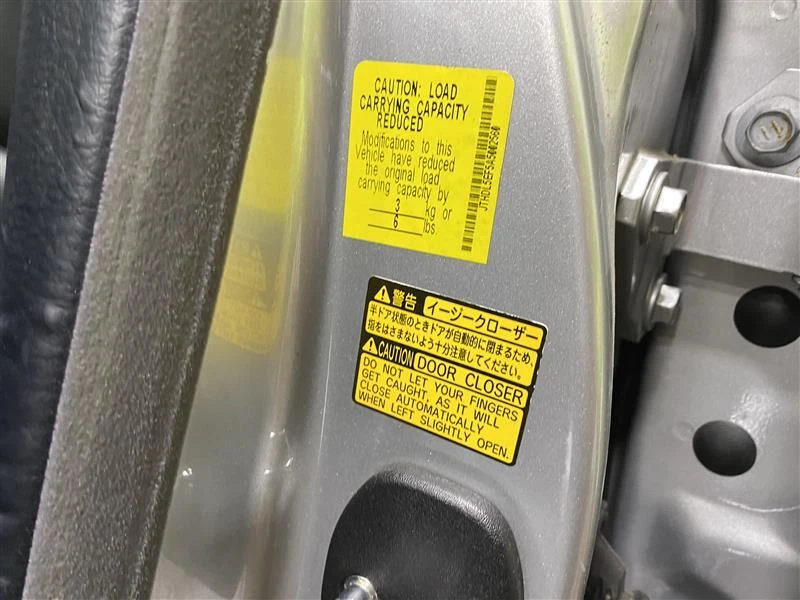 CAUTION: LOAD
CARRYING CAPACITY
REDUCED
Modifications to this
Vehicle have reduced
the original load
carrying capacity by
3 kg or
6 lbs.
JTHDL5EF5A5002960
警告 イージークローザー
半ドア状態のときドアが自動的に閉まるため
指をはさまないよう十分注意してください。
CAUTION DOOR CLOSER
DO NOT LET YOUR FINGERS
GET CAUGHT, AS IT WILL
CLOSE AUTOMATICALLY
WHEN LEFT SLIGHTLY OPEN.